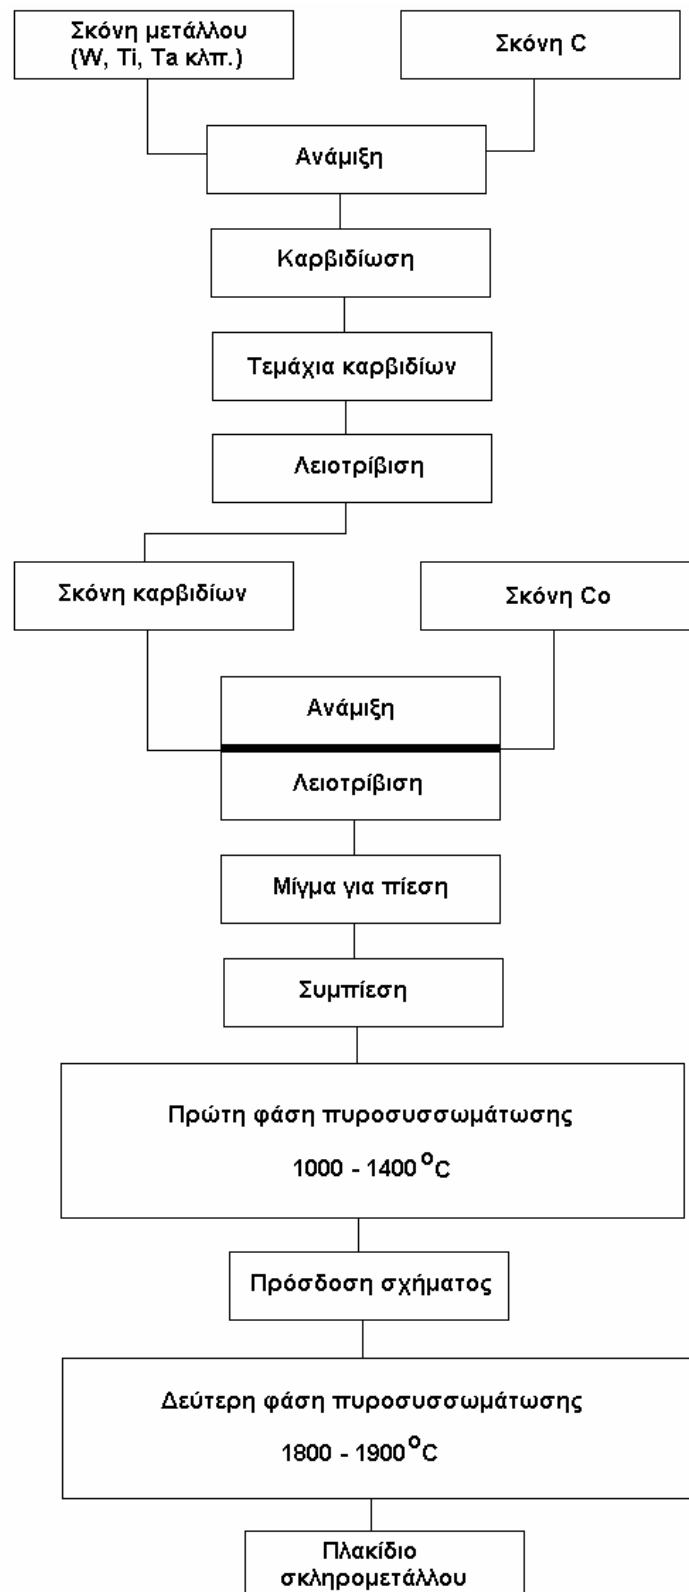 Σκόνη μετάλλου
(W, Ti, Ta κλπ.)
Σκόνη C
Ανάμιξη
Καρβιδίωση
Τεμάχια καρβιδίων
Λειοτρίβιση
Σκόνη καρβιδίων
Σκόνη Co
Ανάμιξη
Λειοτρίβιση
Μίγμα για πίεση
Συμπίεση
Πρώτη φάση πυροσυσσωμάτωσης
1000 - 1400 °C
Πρόσδοση σχήματος
Δεύτερη φάση πυροσυσσωμάτωσης
1800 - 1900 °C
Πλακίδιο
σκληρομετάλλου